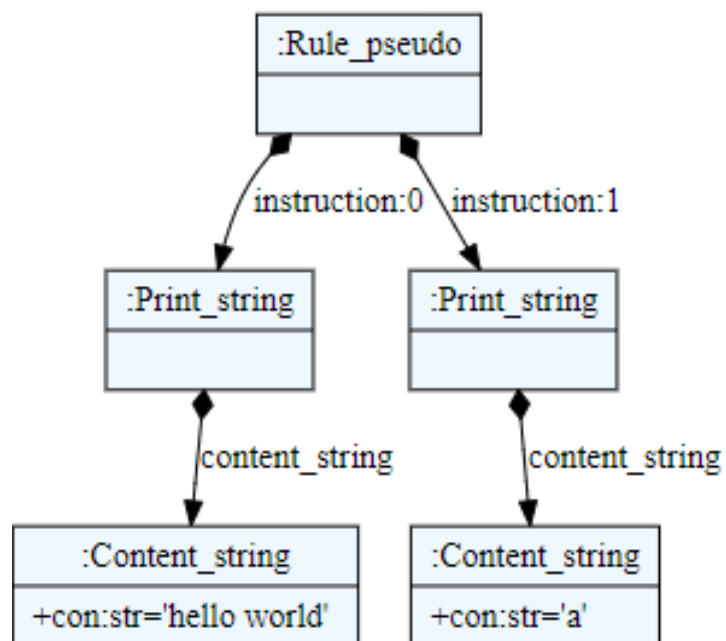 :Rule_pseudo
instruction:0
instruction:1
:Print_string
:Print_string
content_string
content_string
:Content_string
:Content_string
+con:str='hello world'
+con:str='a'